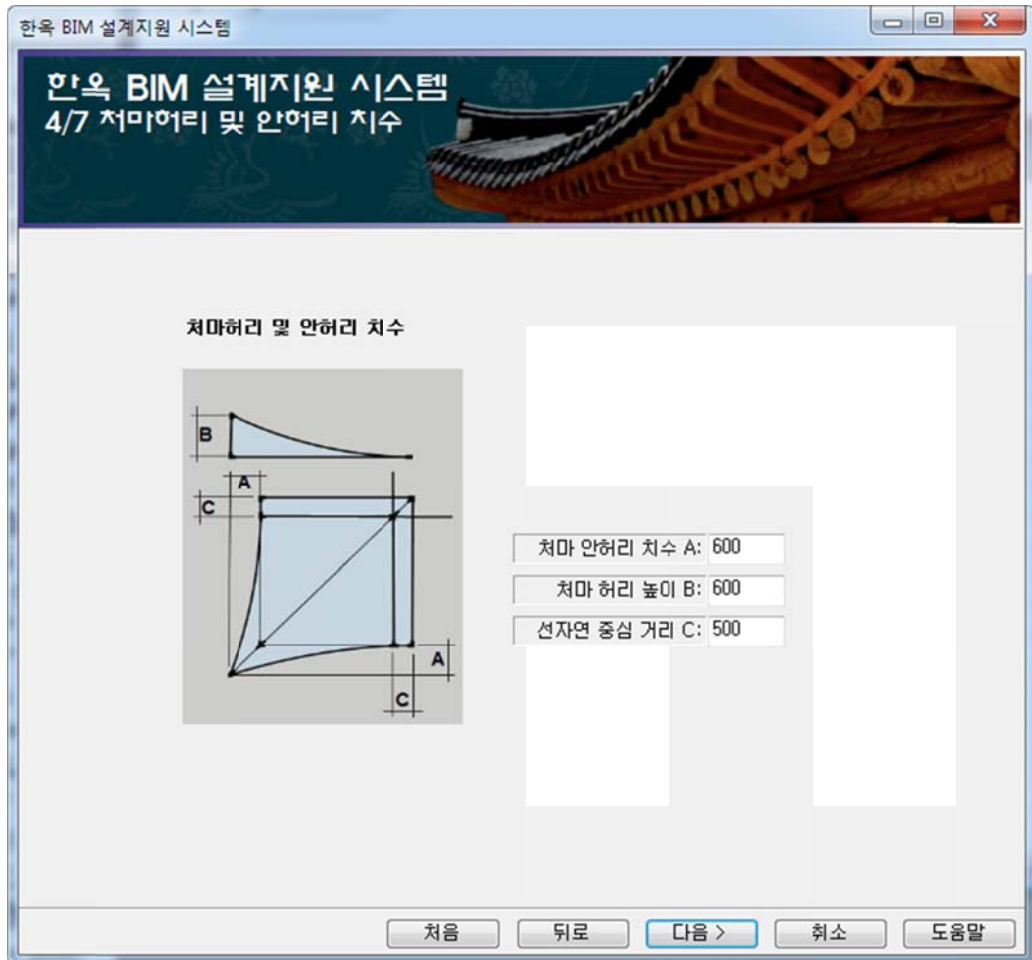 한옥 BIM 설계지원 시스템
한옥 BIM 설계지원 시스템
4/7 처마허리 및 안허리 치수
처마허리 및 안허리 치수
B
A
C
A
C
처마 안허리 치수 A: 600
처마 허리 높이 B: 600
선자연 중심 거리 C: 500
처음 뒤로 다음 > 취소 도움말